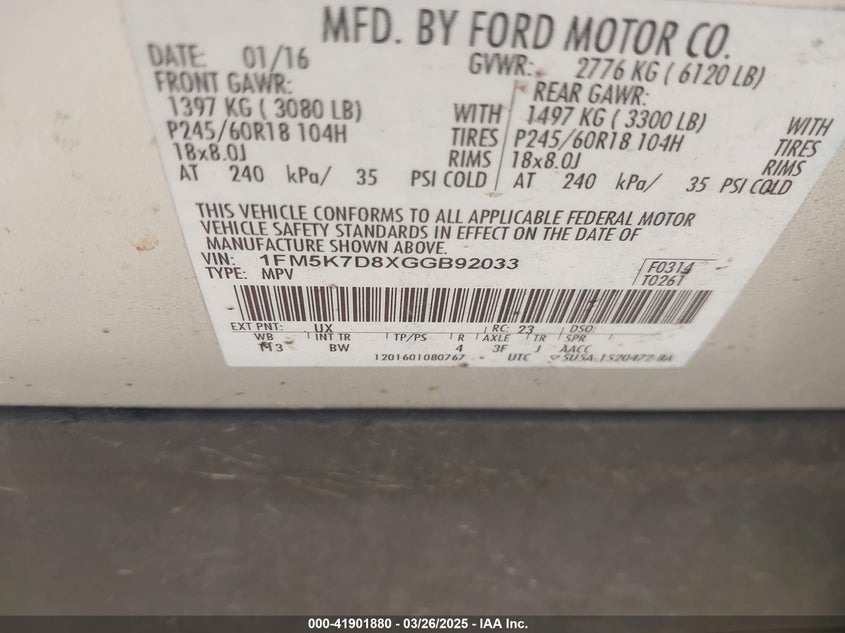 MFD. BY FORD MOTOR CO.
DATE: 01/16 GVWR: 2776 KG ( 6120 LB)
FRONT GAWR: REAR GAWR:
1397 KG ( 3080 LB) WITH 1497 KG ( 3300 LB) WITH
P245/60R18 104H TIRES P245/60R18 104H TIRES
18x8.0J RIMS 18x8.0J RIMS
AT 240 kPa/ 35 PSI COLD AT 240 kPa/ 35 PSI COLD
THIS VEHICLE CONFORMS TO ALL APPLICABLE FEDERAL MOTOR
VEHICLE SAFETY STANDARDS IN EFFECT ON THE DATE OF
MANUFACTURE SHOWN ABOVE.
VIN: 1FM5K7D8XGGB92033 F0314
TYPE: MPV T0261
EXT PNT: UX RC: 23 DSO:
WB INT TR TP/PS R AXLE TR SPR
113 BW 4 3F J AACC
1201601080767 UTC 5U5A-1520472-BA
000-41901880 - 03/26/2025 - IAA Inc.